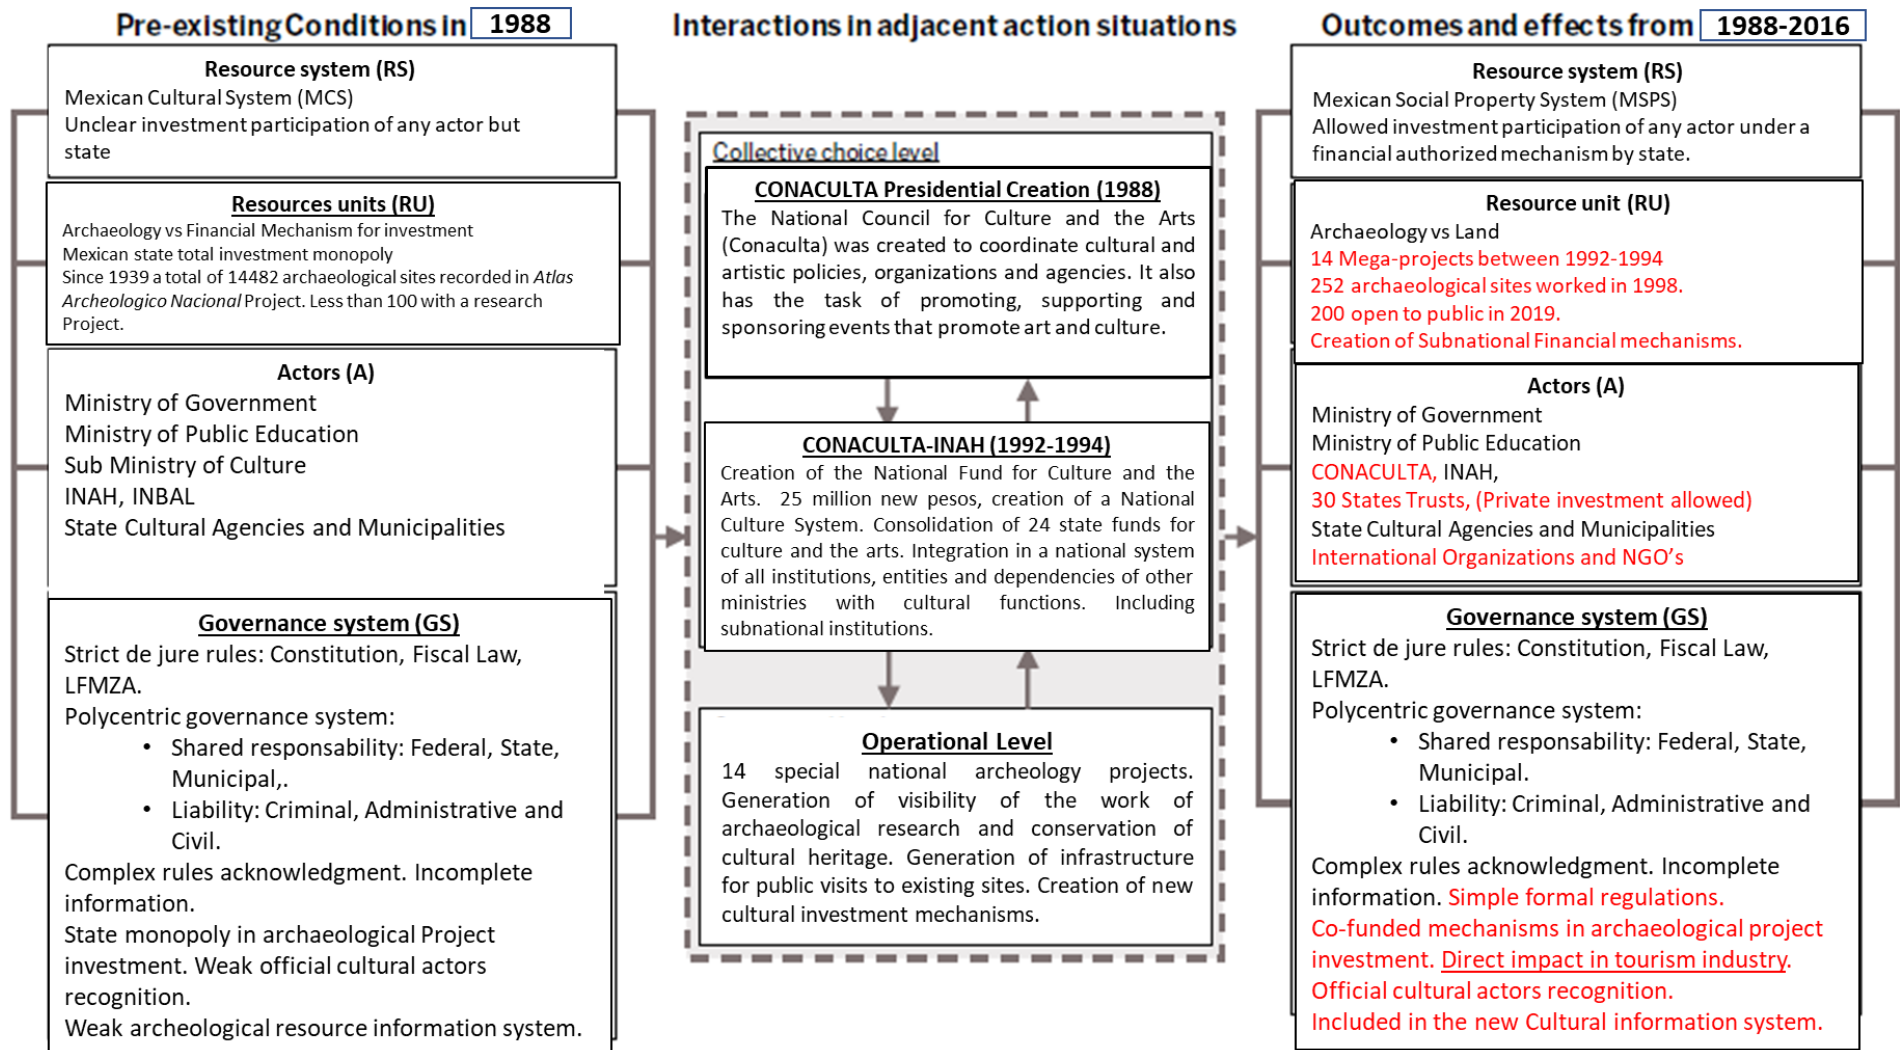 Pre-existing Conditions in 1988
Resource system (RS)
Mexican Cultural System (MCS)
Unclear investment participation of any actor but
state
Resources units (RU)
Archaeology vs Financial Mechanism for investment
Mexican state total investment monopoly
Since 1939 a total of 14482 archaeological sites recorded in Atlas
Archeologico Nacional Project. Less than 100 with a research
Project.
Actors (A)
Ministry of Government
Ministry of Public Education
Sub Ministry of Culture
INAH, INBAL
State Cultural Agencies and Municipalities
Governance system (GS)
Strict de jure rules: Constitution, Fiscal Law,
LFMZA.
Polycentric governance system:
• Shared responsability: Federal, State,
Municipal,.
• Liability: Criminal, Administrative and
Civil.
Complex rules acknowledgment. Incomplete
information.
State monopoly in archaeological Project
investment. Weak official cultural actors
recognition.
Weak archeological resource information system.
Interactions in adjacent action situations
Collective choice level
CONACULTA Presidential Creation (1988)
The National Council for Culture and the Arts
(Conaculta) was created to coordinate cultural and
artistic policies, organizations and agencies. It also
has the task of promoting, supporting and
sponsoring events that promote art and culture.
CONACULTA-INAH (1992-1994)
Creation of the National Fund for Culture and the
Arts. 25 million new pesos, creation of a National
Culture System. Consolidation of 24 state funds for
culture and the arts. Integration in a national system
of all institutions, entities and dependencies of other
ministries with cultural functions. Including
subnational institutions.
Operational Level
14 special national archeology projects.
Generation of visibility of the work of
archaeological research and conservation of
cultural heritage. Generation of infrastructure
for public visits to existing sites. Creation of new
cultural investment mechanisms.
Outcomes and effects from 1988-2016
Resource system (RS)
Mexican Social Property System (MSPS)
Allowed investment participation of any actor under a
financial authorized mechanism by state.
Resource unit (RU)
Archaeology vs Land
14 Mega-projects between 1992-1994
252 archaeological sites worked in 1998.
200 open to public in 2019.
Creation of Subnational Financial mechanisms.
Actors (A)
Ministry of Government
Ministry of Public Education
CONACULTA, INAH,
30 States Trusts, (Private investment allowed)
State Cultural Agencies and Municipalities
International Organizations and NGO's
Governance system (GS)
Strict de jure rules: Constitution, Fiscal Law,
LFMZA.
Polycentric governance system:
• Shared responsability: Federal, State,
Municipal.
• Liability: Criminal, Administrative and
Civil.
Complex rules acknowledgment. Incomplete
information. Simple formal regulations.
Co-funded mechanisms in archaeological project
investment. Direct impact in tourism industry.
Official cultural actors recognition.
Included in the new Cultural information system.